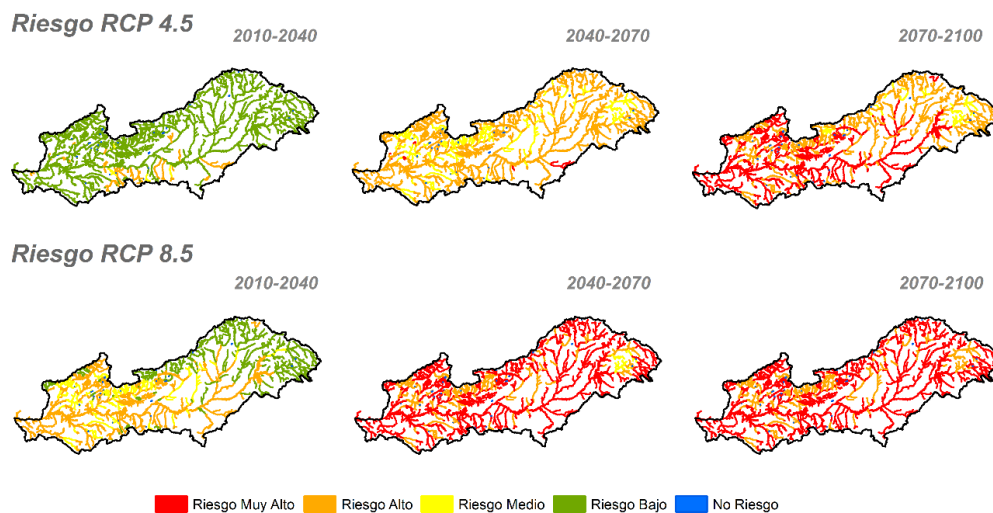 Riesgo RCP 4.5
2010-2040
2040-2070
2070-2100
Riesgo RCP 8.5
2010-2040
2040-2070
2070-2100
Riesgo Muy Alto
Riesgo Alto
Riesgo Medio
Riesgo Bajo
No Riesgo